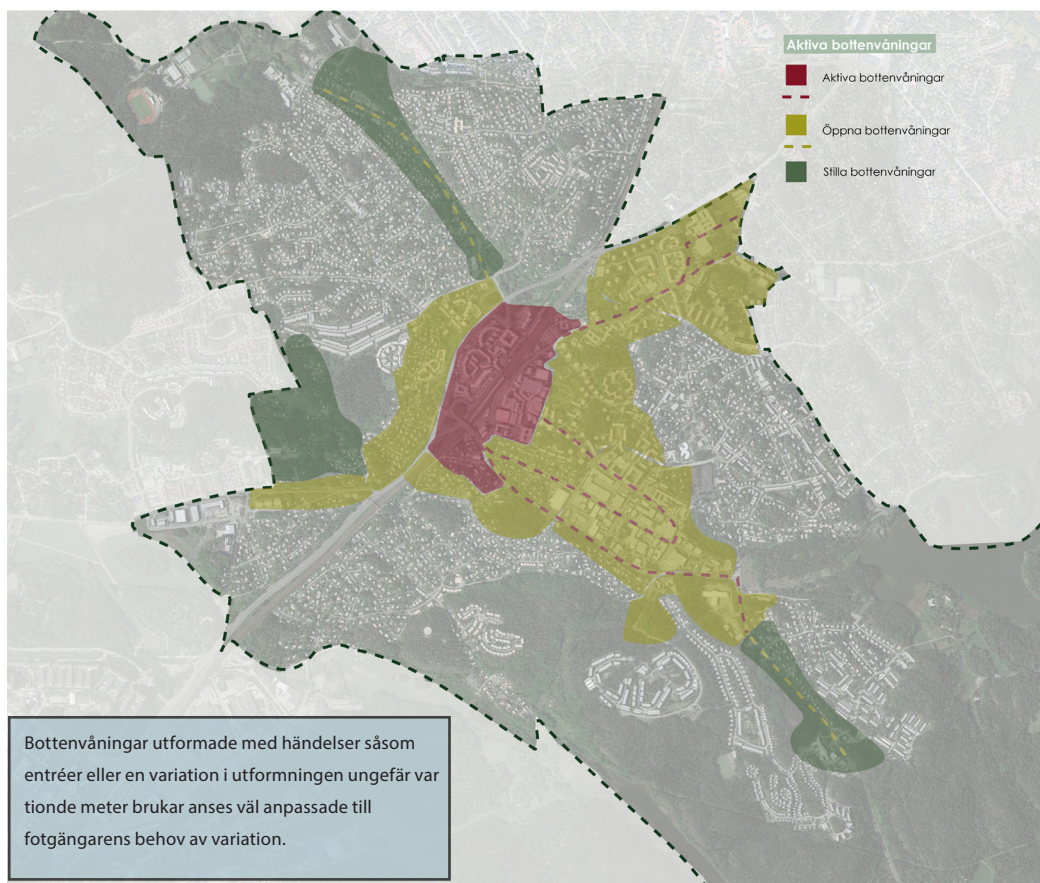 Aktiva bottenvåningar
Aktiva bottenvåningar
Öppna bottenvåningar
Stilla bottenvåningar
Bottenvåningar utformade med händelser såsom
entréer eller en variation i utformningen ungefär var
tionde meter brukar anses väl anpassade till
fotgängarens behov av variation.